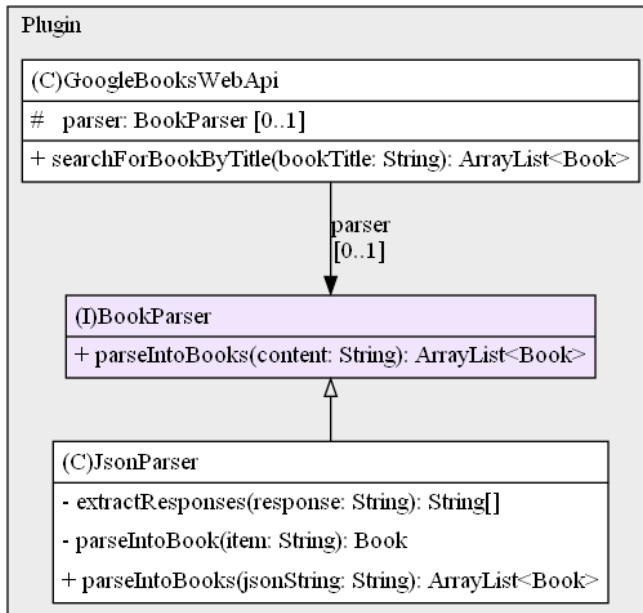 Plugin
(C)GoogleBooksWebApi
# parser: BookParser [0..1]
+ searchForBookByTitle(bookTitle: String): ArrayList<Book>
parser
[0..1]
(I)BookParser
+ parseIntoBooks(content: String): ArrayList<Book>
(C)JsonParser
- extractResponses(response: String): String[]
- parseIntoBook(item: String): Book
+ parseIntoBooks(jsonString: String): ArrayList<Book>